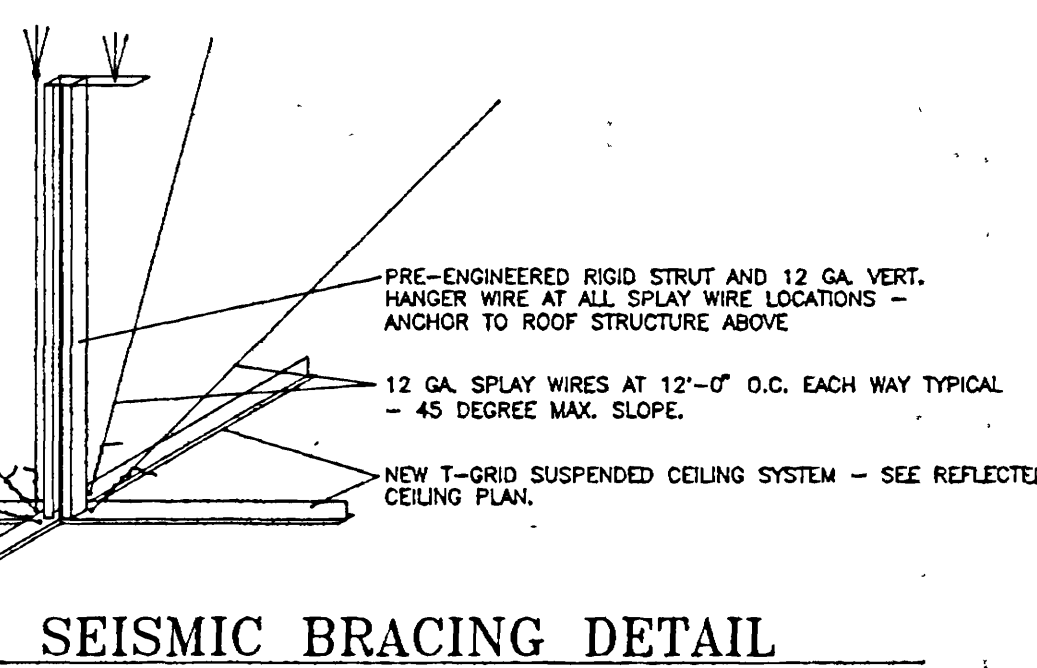 PRE-ENGINEERED RIGID STRUT AND 12 GA. VERT.
HANGER WIRE AT ALL SPLAY WIRE LOCATIONS -
ANCHOR TO ROOF STRUCTURE ABOVE
12 GA. SPLAY WIRES AT 12'-0" O.C. EACH WAY TYPICAL
- 45 DEGREE MAX. SLOPE.
NEW T-GRID SUSPENDED CEILING SYSTEM - SEE REFLECTED
CEILING PLAN.
SEISMIC BRACING DETAIL